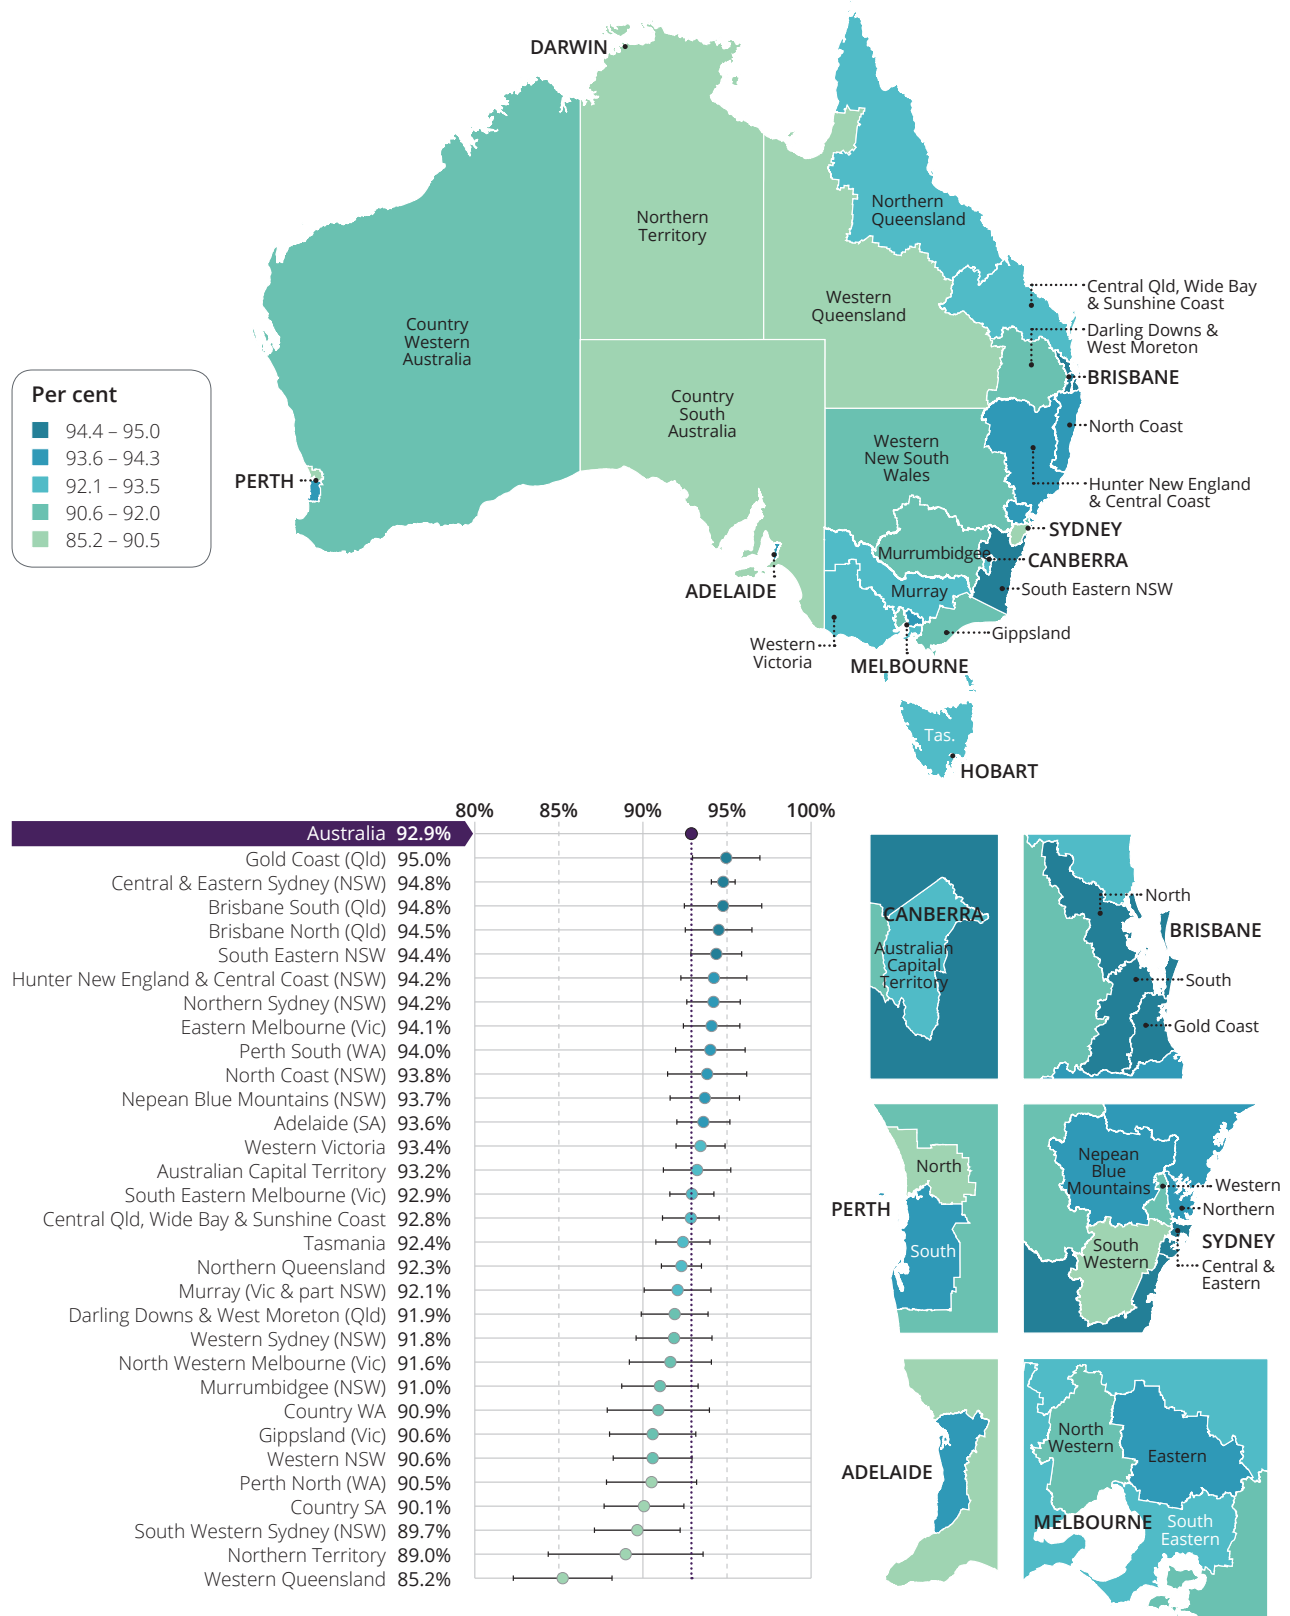 DARWIN
Northern
Queensland
Northern
Territory
Central Qld, Wide Bay
& Sunshine Coast
Western
Queensland
Country
Western
Australia
Darling Downs &
West Moreton
BRISBANE
Per cent
94.4 – 95.0
93.6 – 94.3
92.1 – 93.5
90.6 – 92.0
85.2 – 90.5
Country
South
Australia
North Coast
Western
New South
Wales
PERTH
Hunter New England
& Central Coast
SYDNEY
Murrumbidgee
CANBERRA
ADELAIDE
Murray
South Eastern NSW
Gippsland
Western
Victoria
MELBOURNE
Tas.
HOBART
80% 85% 90% 95% 100%
Australia 92.9%
Gold Coast (Qld) 95.0%
Central & Eastern Sydney (NSW) 94.8%
Brisbane South (Qld) 94.8%
Brisbane North (Qld) 94.5%
South Eastern NSW 94.4%
Hunter New England & Central Coast (NSW) 94.2%
Northern Sydney (NSW) 94.2%
Eastern Melbourne (Vic) 94.1%
Perth South (WA) 94.0%
North Coast (NSW) 93.8%
Nepean Blue Mountains (NSW) 93.7%
Adelaide (SA) 93.6%
Western Victoria 93.4%
Australian Capital Territory 93.2%
South Eastern Melbourne (Vic) 92.9%
Central Qld, Wide Bay & Sunshine Coast 92.8%
Tasmania 92.4%
Northern Queensland 92.3%
Murray (Vic & part NSW) 92.1%
Darling Downs & West Moreton (Qld) 91.9%
Western Sydney (NSW) 91.8%
North Western Melbourne (Vic) 91.6%
Murrumbidgee (NSW) 91.0%
Country WA 90.9%
Gippsland (Vic) 90.6%
Western NSW 90.6%
Perth North (WA) 90.5%
Country SA 90.1%
South Western Sydney (NSW) 89.7%
Northern Territory 89.0%
Western Queensland 85.2%
CANBERRA
Australian
Capital
Territory
North
BRISBANE
South
Gold Coast
North
PERTH
South
Nepean
Blue
Mountains
Western
Northern
SYDNEY
South
Western
Central &
Eastern
ADELAIDE
North
Western
Eastern
MELBOURNE
South
Eastern